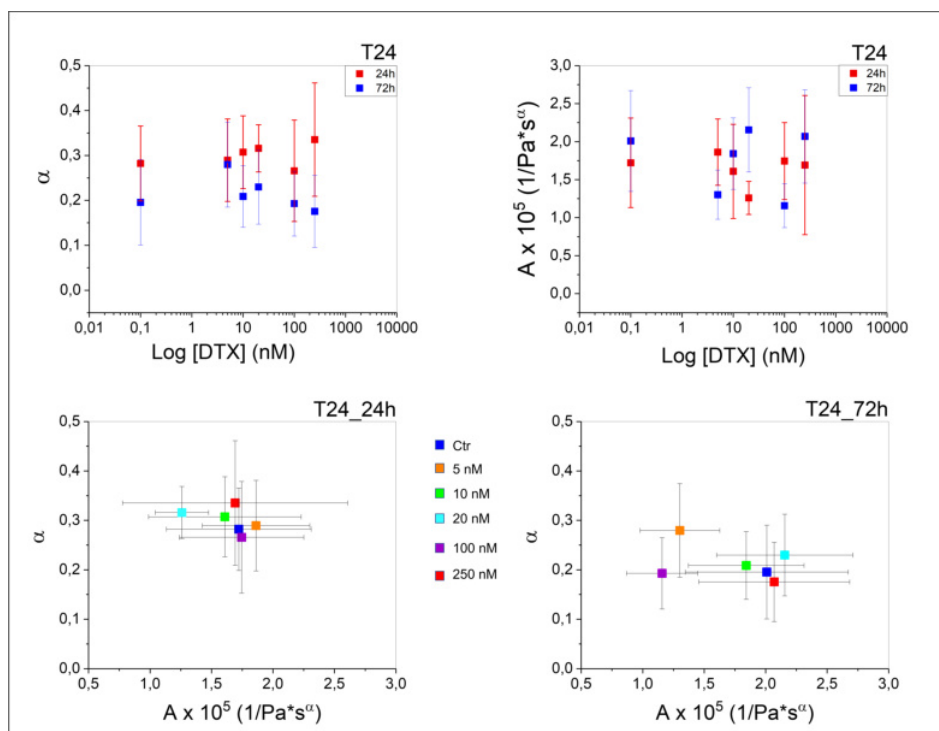 T24
24h
72h
0,5
0,4
0,3
0,2
0,1
0,0
α
0,01 0,1 1 10 100 1000 10000
Log [DTX] (nM)
T24
24h
72h
3,0
2,5
2,0
1,5
1,0
0,5
0,0
A x 10⁵ (1/Pa*sᵅ)
0,01 0,1 1 10 100 1000 10000
Log [DTX] (nM)
T24_24h
0,5
0,4
0,3
0,2
0,1
0,0
α
0,5 1,0 1,5 2,0 2,5 3,0
A x 10⁵ (1/Pa*sᵅ)
Ctr
5 nM
10 nM
20 nM
100 nM
250 nM
T24_72h
0,5
0,4
0,3
0,2
0,1
0,0
α
0,5 1,0 1,5 2,0 2,5 3,0
A x 10⁵ (1/Pa*sᵅ)